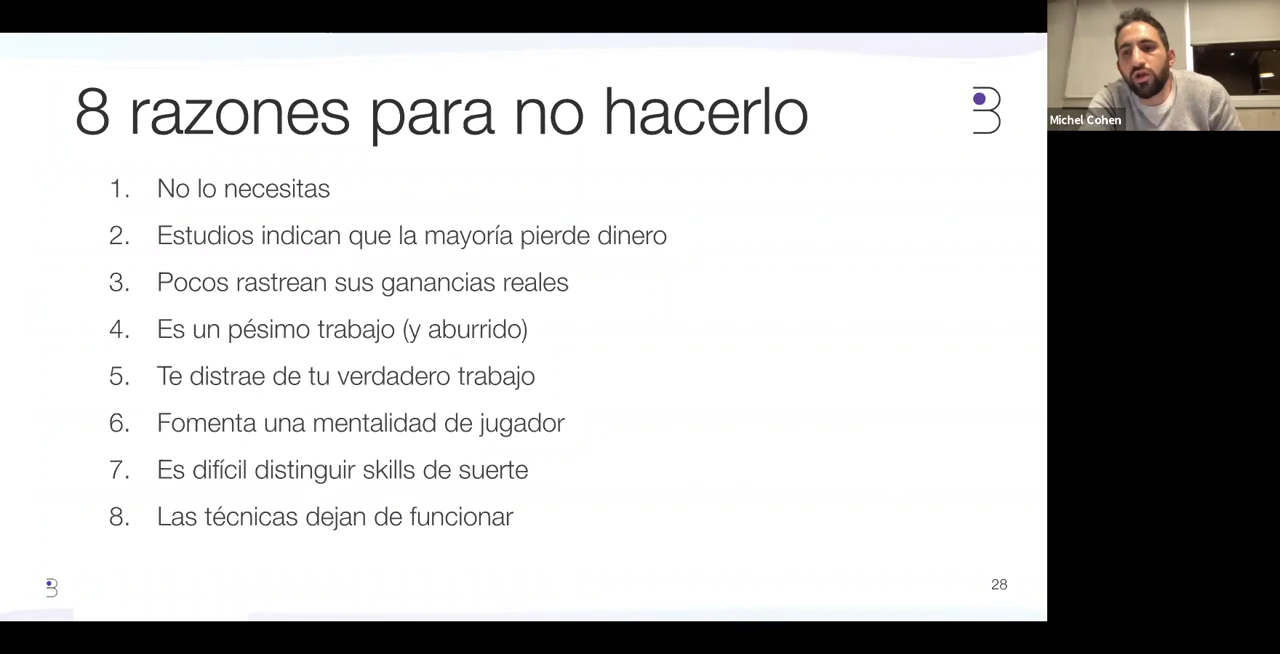 8 razones para no hacerlo
1. No lo necesitas
2. Estudios indican que la mayoría pierde dinero
3. Pocos rastrean sus ganancias reales
4. Es un pésimo trabajo (y aburrido)
5. Te distrae de tu verdadero trabajo
6. Fomenta una mentalidad de jugador
7. Es difícil distinguir skills de suerte
8. Las técnicas dejan de funcionar
28
Michel Cohen